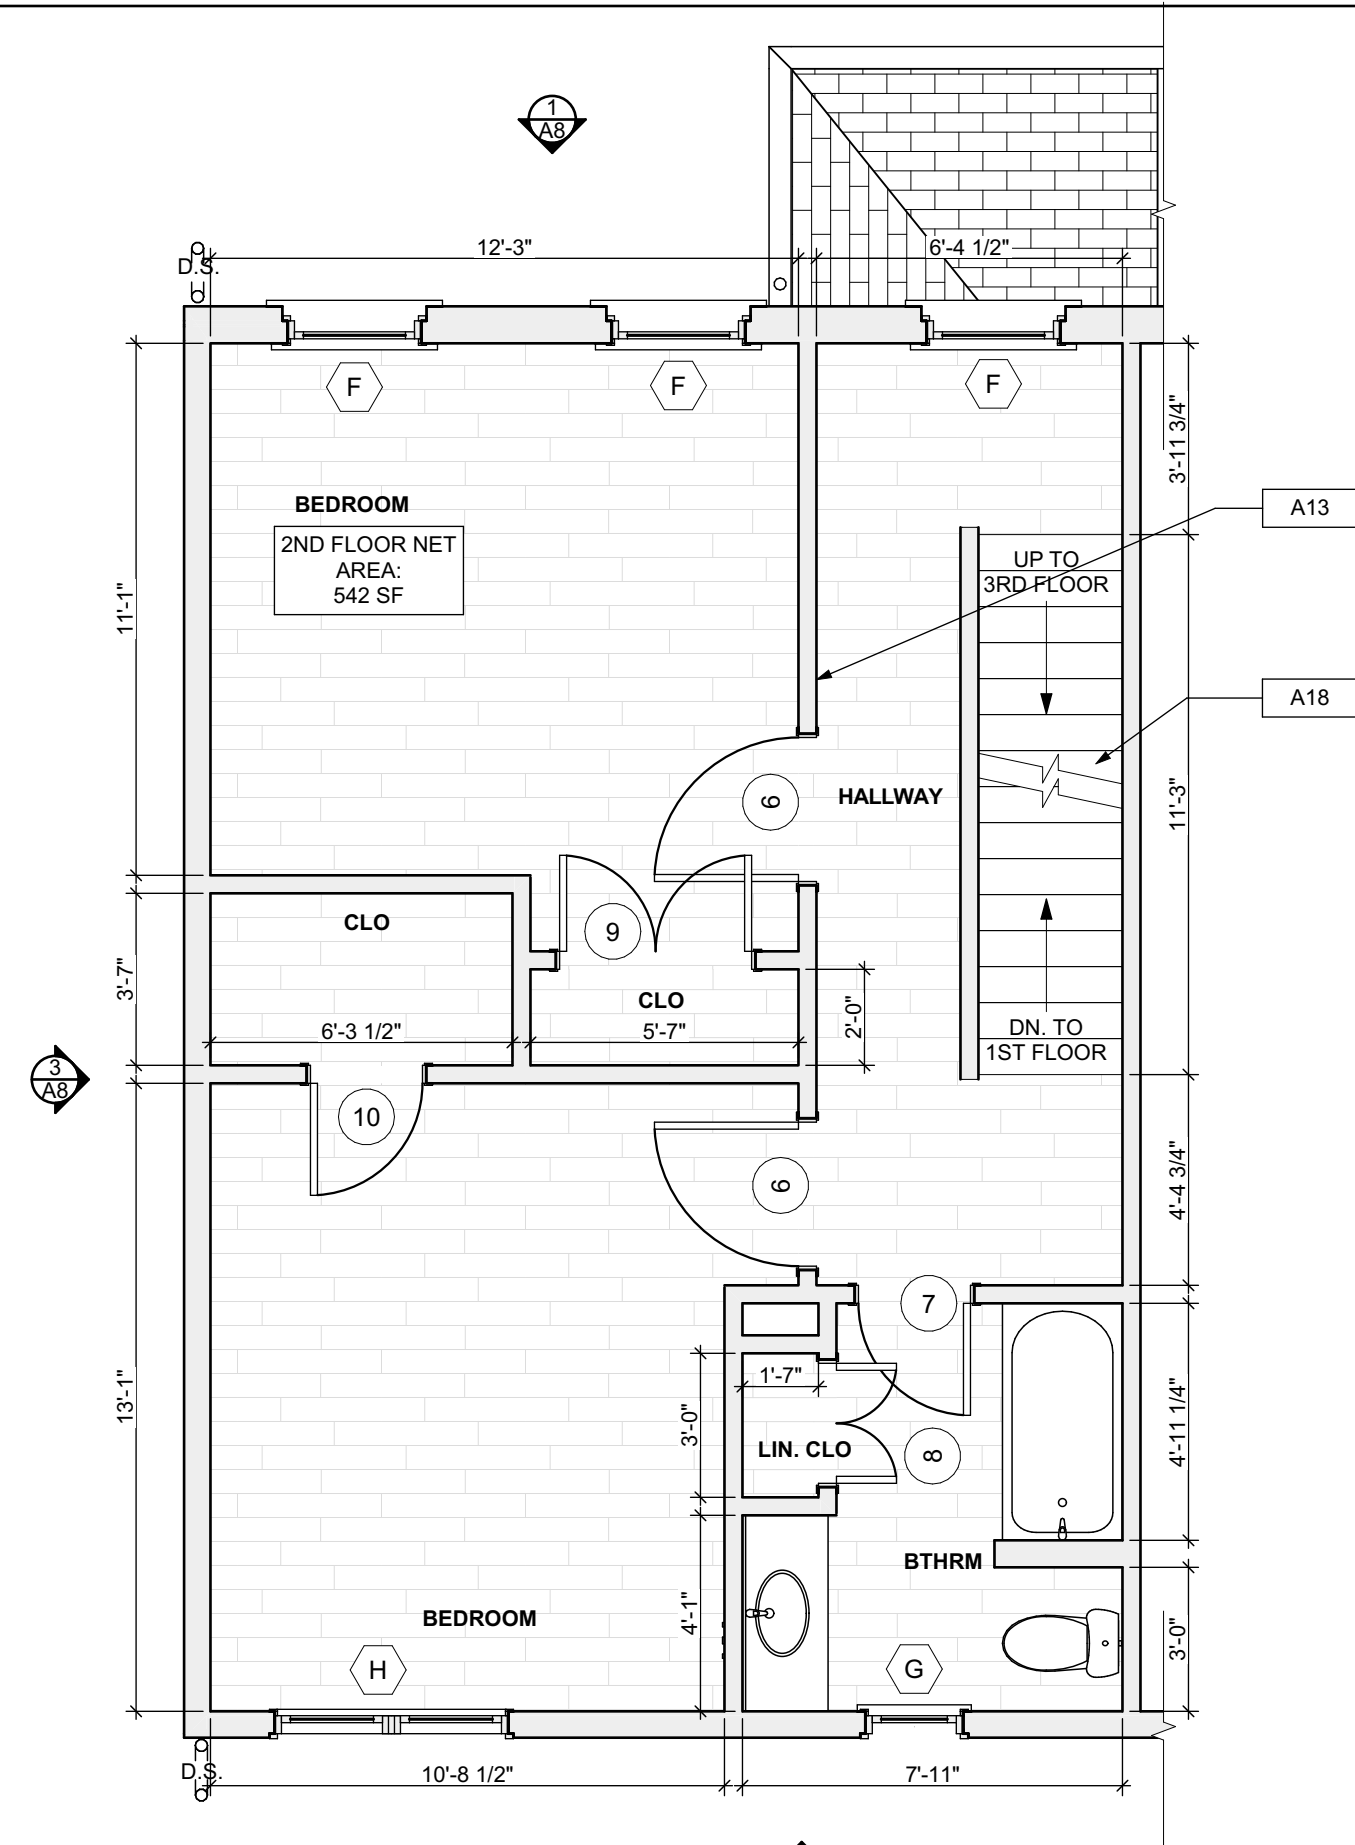 1
A8
12'-3"
6'-4 1/2"
D.S.
F
F
F
3'-11 3/4"
BEDROOM
2ND FLOOR NET
AREA:
542 SF
A13
UP TO
3RD FLOOR
11'-1"
A18
6
HALLWAY
11'-3"
CLO
9
3'-7"
CLO
6'-3 1/2"
5'-7"
2'-0"
DN. TO
1ST FLOOR
3
A8
10
6
4'-4 3/4"
7
13'-1"
1'-7"
3'-0"
LIN. CLO
8
4'-11 1/4"
BTHRM
4'-1"
BEDROOM
3'-0"
H
G
D.S.
10'-8 1/2"
7'-11"